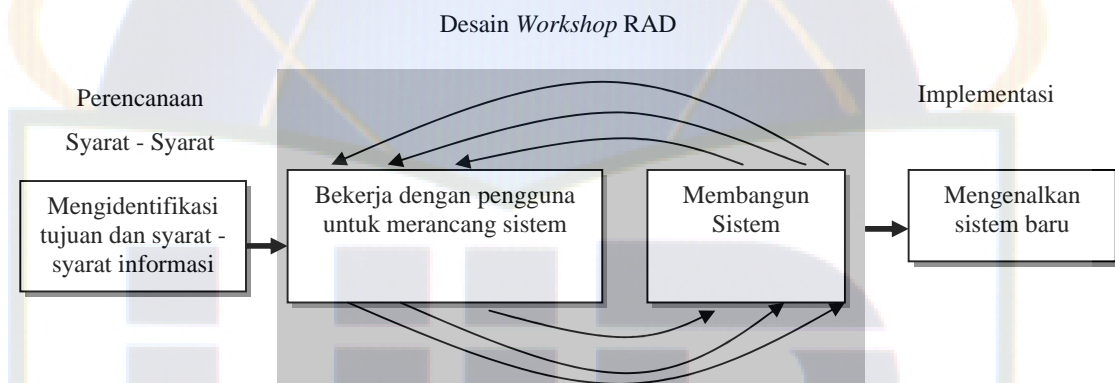 Desain Workshop RAD
Perencanaan
Syarat - Syarat
Implementasi
Mengidentifikasi
tujuan dan syarat -
syarat informasi
Bekerja dengan pengguna
untuk merancang sistem
Membangun
Sistem
Mengenalkan
sistem baru